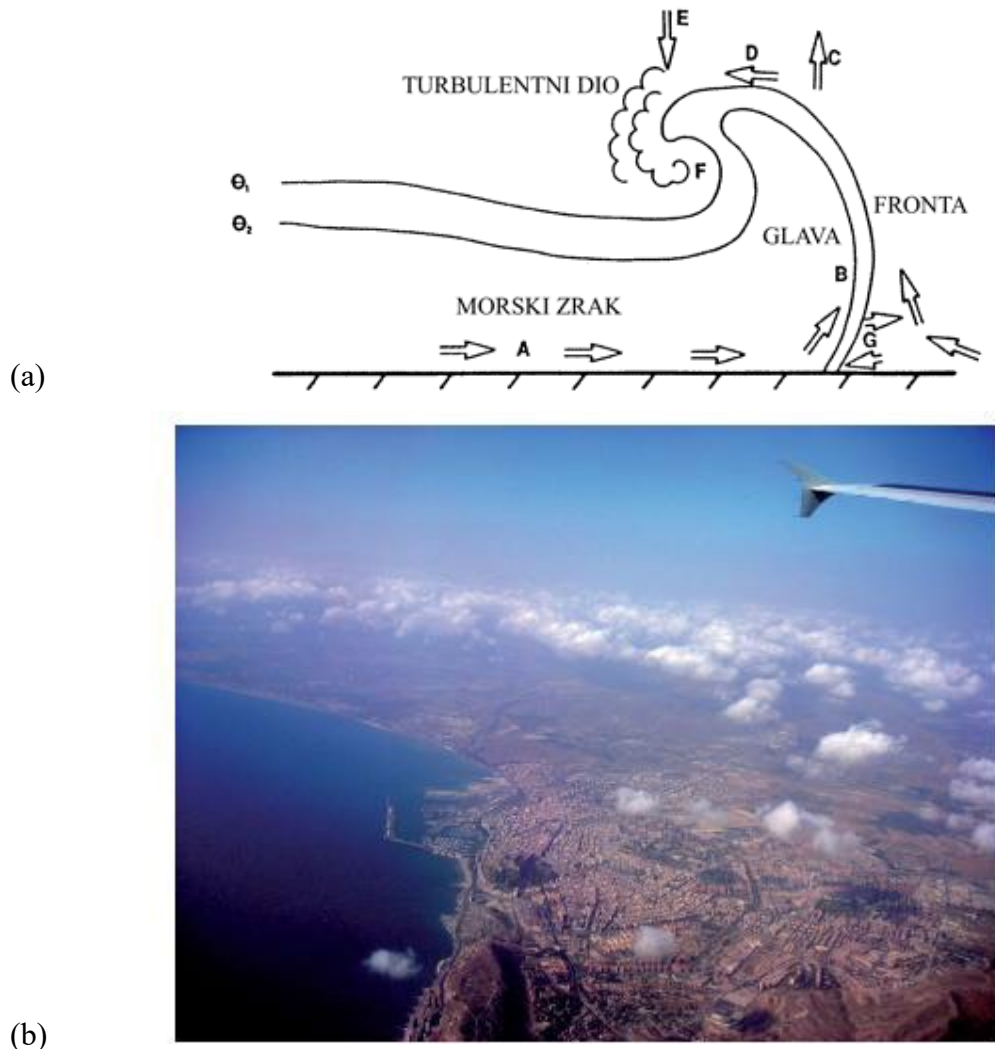 E
D
C
TURBULENTNI DIO
F
Θ₁
FRONTA
Θ₂
GLAVA
B
MORSKI ZRAK
G
A
(a)
(b)